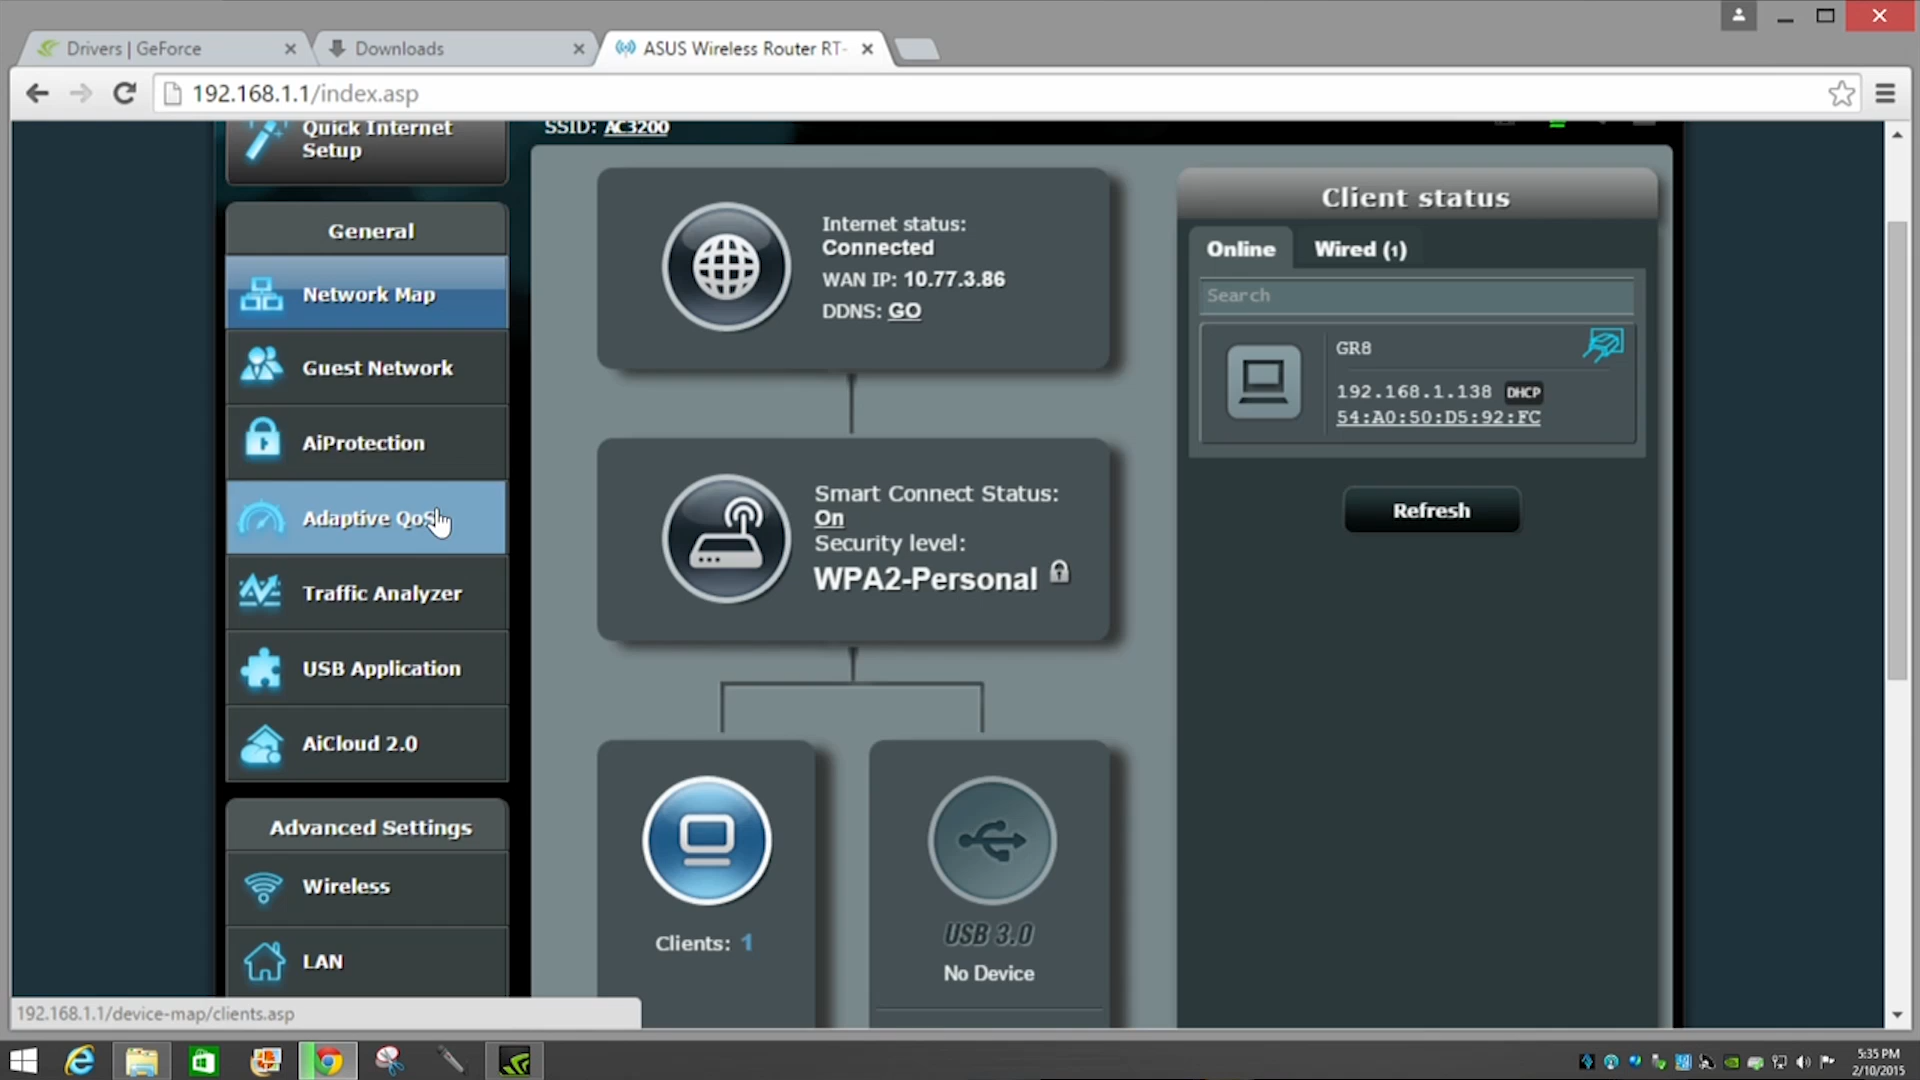 Drivers | GeForce
Downloads
ASUS Wireless Router RT-
192.168.1.1/index.asp
Quick Internet
Setup
SSID: AC3200
General
Network Map
Guest Network
AiProtection
Adaptive QoS
Traffic Analyzer
USB Application
AiCloud 2.0
Advanced Settings
Wireless
LAN
Internet status:
Connected
WAN IP: 10.77.3.86
DDNS: GO
Smart Connect Status:
On
Security level:
WPA2-Personal
Clients: 1
USB 3.0
No Device
Client status
Online
Wired (1)
Search
GR8
192.168.1.138 DHCP
54:A0:50:D5:92:FC
Refresh
192.168.1.1/device-map/clients.asp
5:35 PM
2/10/2015